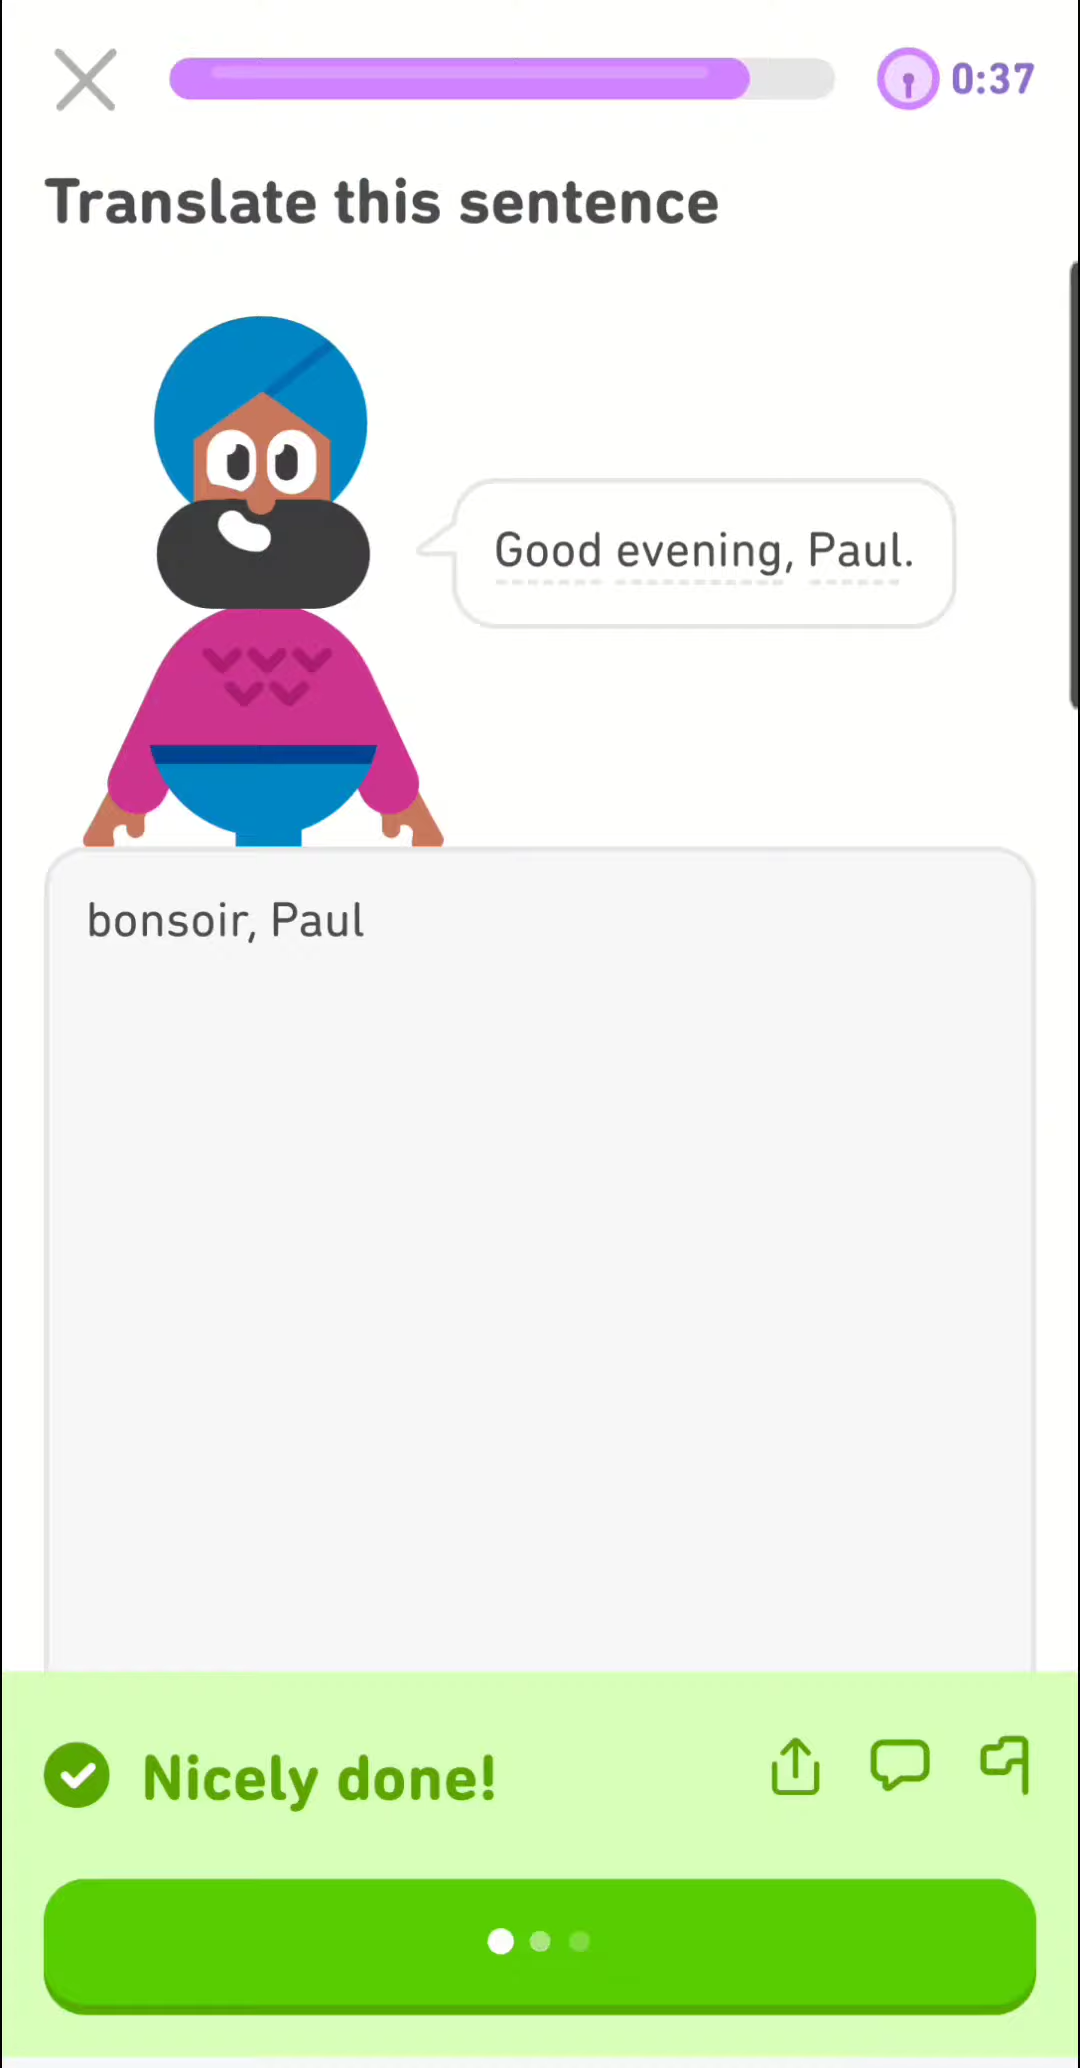 0:37
Translate this sentence
Good evening, Paul.
bonsoir, Paul
Nicely done!